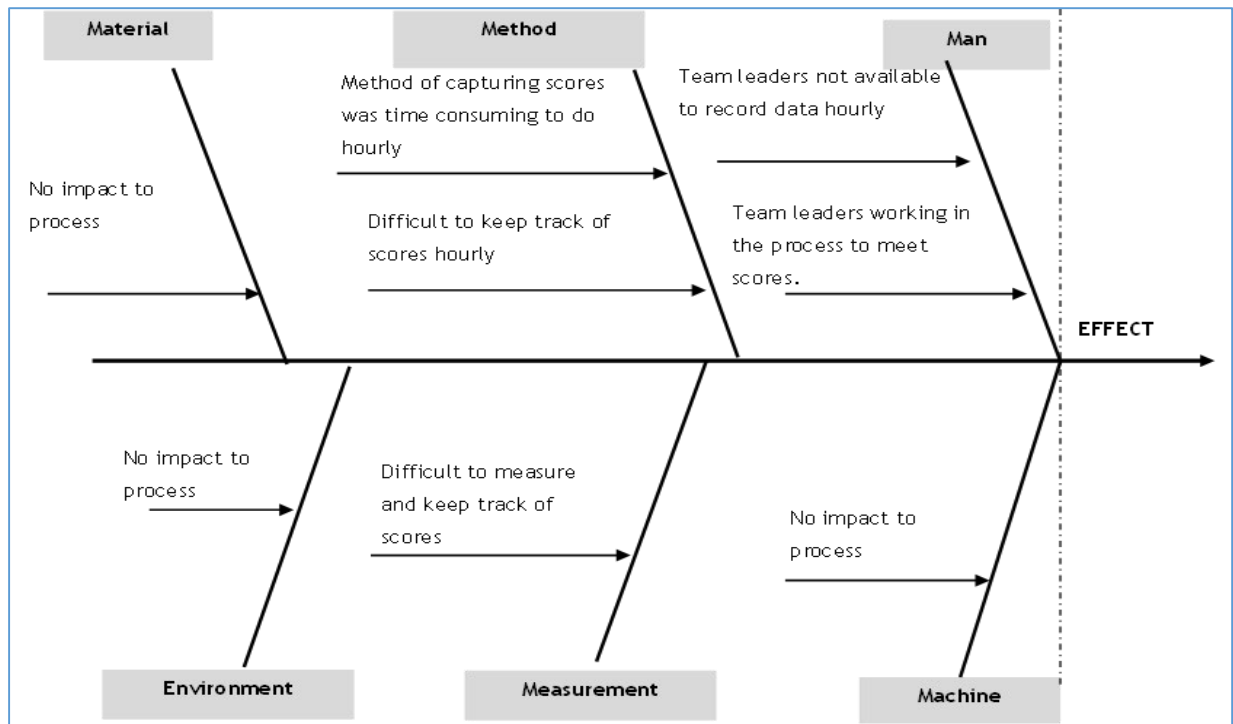 Material
Method
Man
Method of capturing scores
was time consuming to do
hourly
Team leaders not available
to record data hourly
No impact to
process
Difficult to keep track of
scores hourly
Team leaders working in
the process to meet
scores.
EFFECT
No impact to
process
Difficult to measure
and keep track of
scores
No impact to
process
Environment
Measurement
Machine